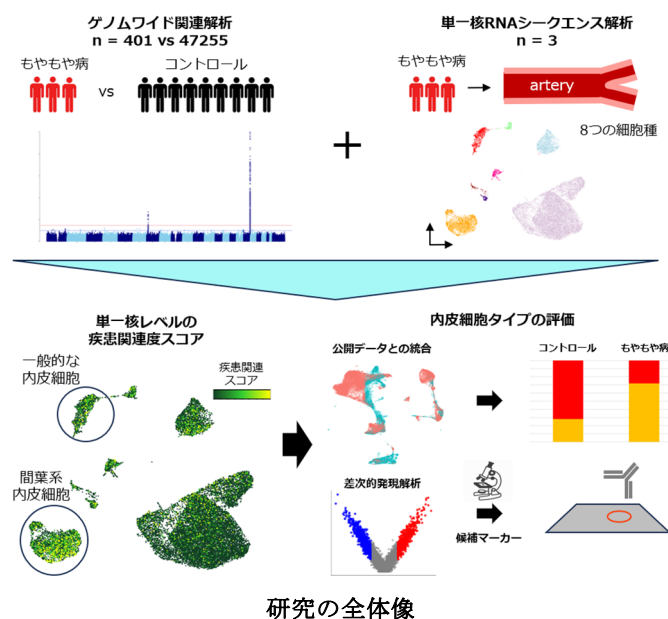 ゲノムワイド関連解析
n = 401 vs 47255
もやもや病
vs
コントロール
単一核RNAシークエンス解析
n = 3
もやもや病
artery
8つの細胞種
単一核レベルの
疾患関連度スコア
一般的な
内皮細胞
疾患関連
スコア
間葉系
内皮細胞
内皮細胞タイプの評価
公開データとの統合
コントロール
もやもや病
差次的発現解析
候補マーカー
研究の全体像